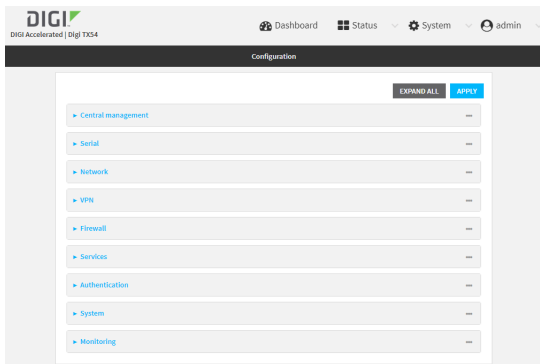 DIGI
DIGI Accelerated | Digi TX54
Dashboard Status System admin
Configuration
EXPAND ALL APPLY
Central management
Serial
Network
VPN
Firewall
Services
Authentication
System
Monitoring